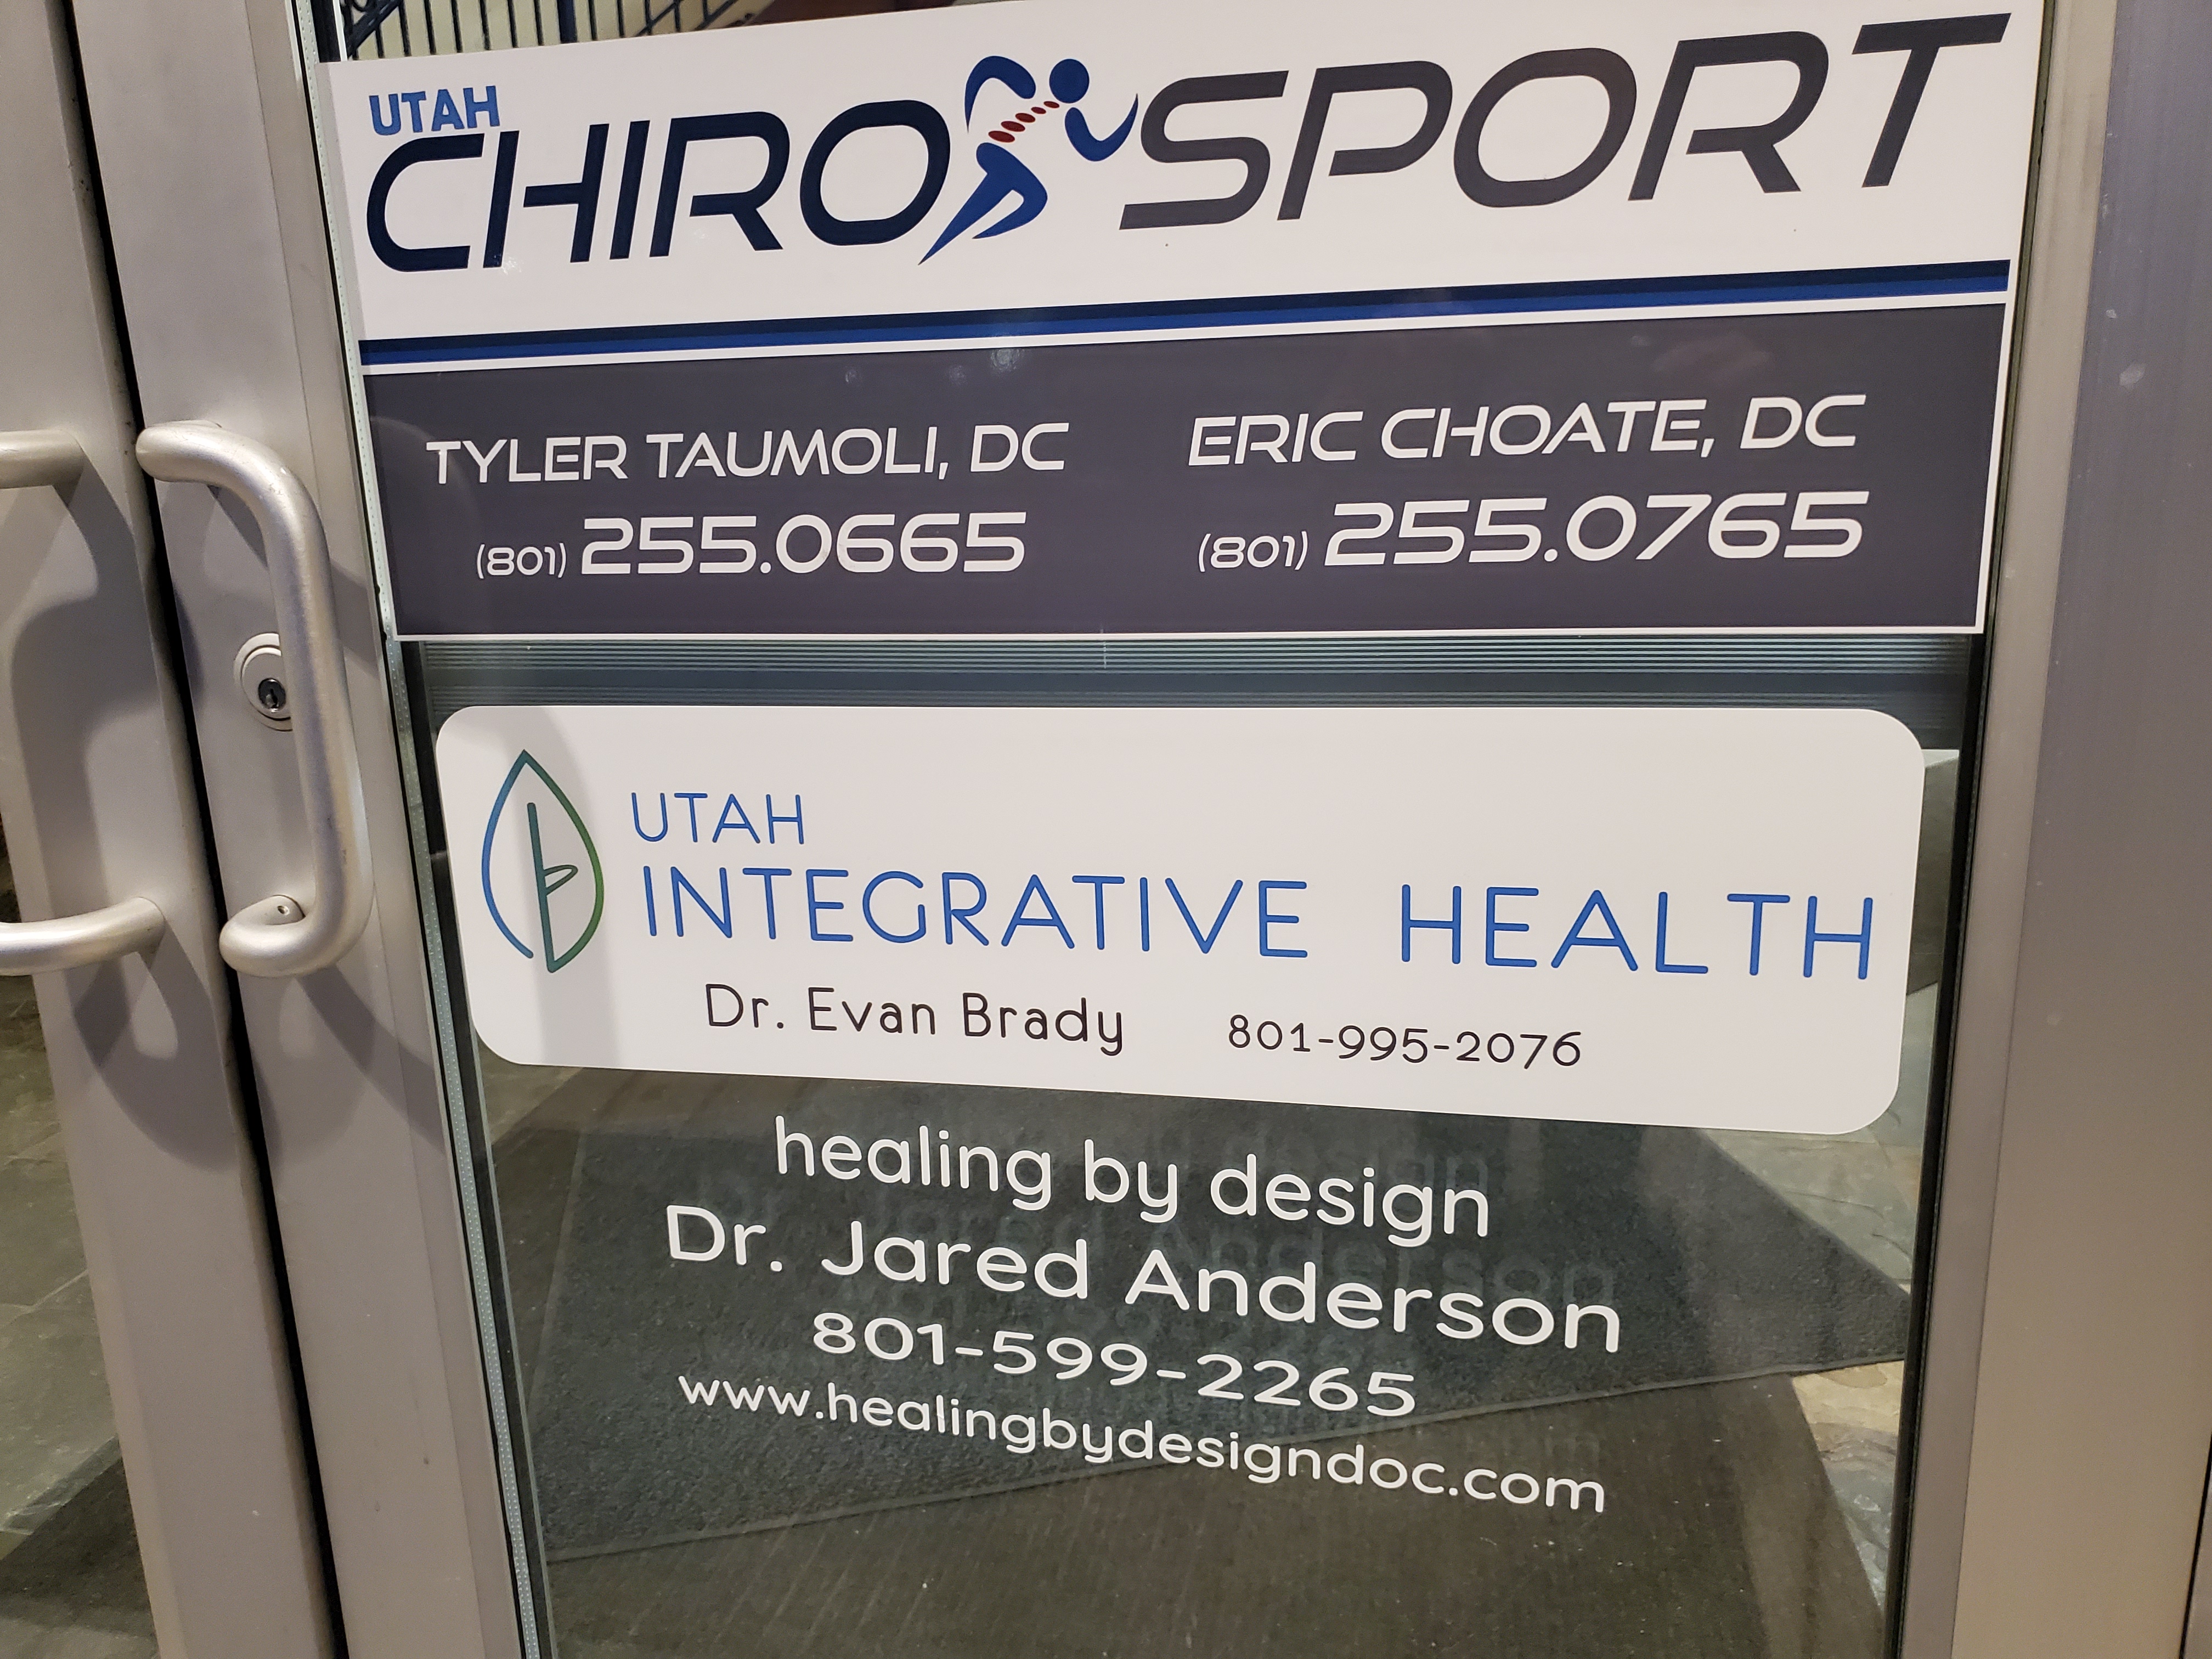 UTAH
CHIRO SPORT
TYLER TAUMOLI, DC
(801) 255.0665
ERIC CHOATE, DC
(801) 255.0765
UTAH
INTEGRATIVE HEALTH
Dr. Evan Brady 801-995-2076
healing by design
Dr. Jared Anderson
801-599-2265
www.healingbydesigndoc.com